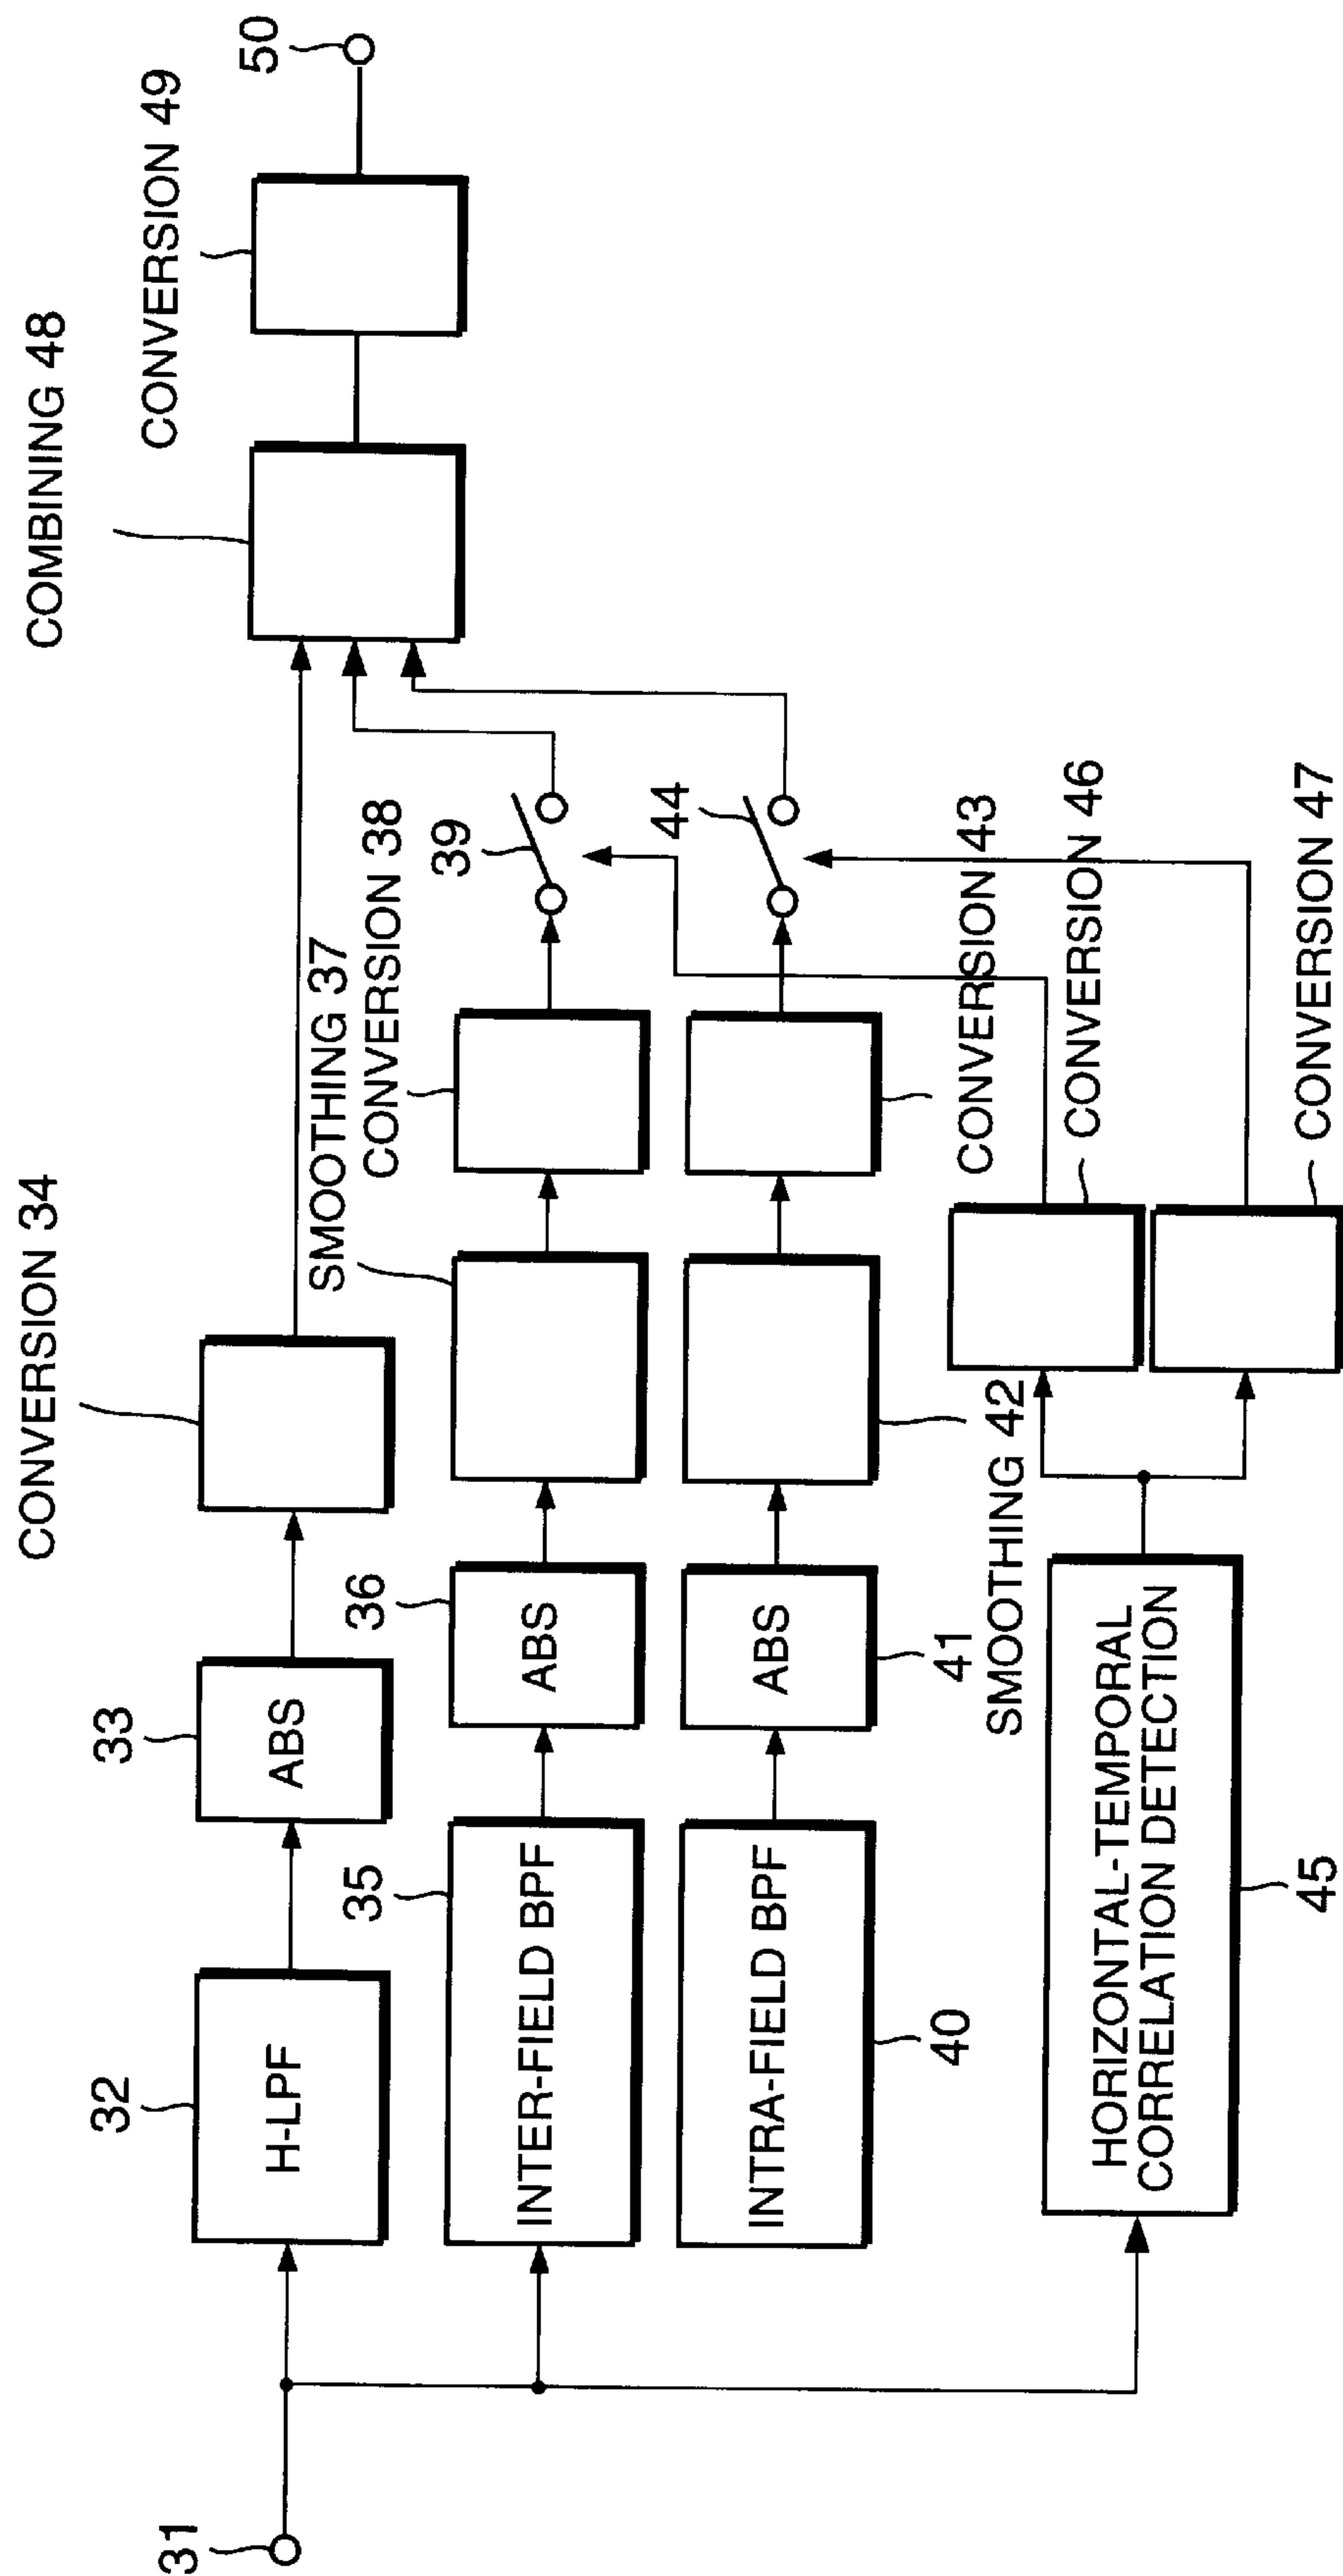 31
32
H-LPF
33
ABS
CONVERSION 34
COMBINING 48
CONVERSION 49
50
35
INTER-FIELD BPF
36
ABS
SMOOTHING 37
CONVERSION 38
39
INTRA-FIELD BPF
40
ABS
41
SMOOTHING 42
CONVERSION 43
44
HORIZONTAL-TEMPORAL
CORRELATION DETECTION
45
CONVERSION 46
CONVERSION 47